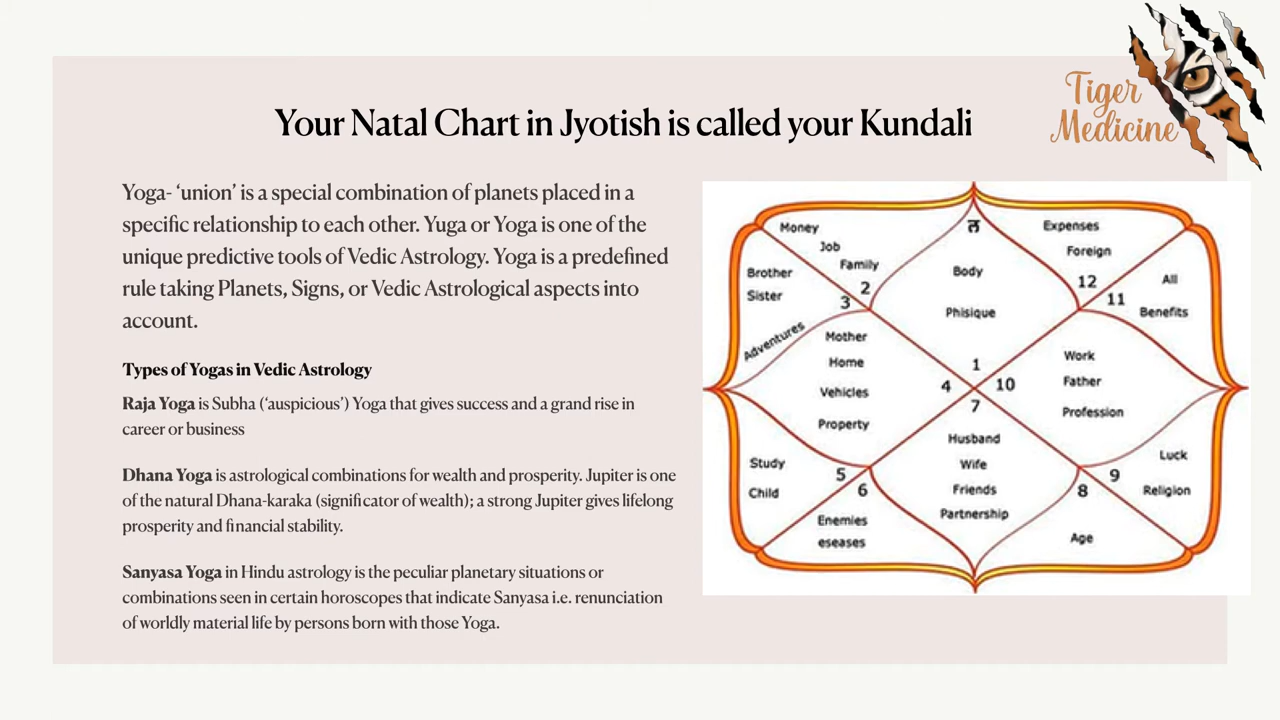 Tiger
Medicine
Your Natal Chart in Jyotish is called your Kundali
Yoga- ‘union’ is a special combination of planets placed in a
specific relationship to each other. Yuga or Yoga is one of the
unique predictive tools of Vedic Astrology. Yoga is a predefined
rule taking Planets, Signs, or Vedic Astrological aspects into
account.
Types of Yogas in Vedic Astrology
Raja Yoga is Subha (‘auspicious’) Yoga that gives success and a grand rise in
career or business
Dhana Yoga is astrological combinations for wealth and prosperity. Jupiter is one
of the natural Dhana-karaka (significator of wealth); a strong Jupiter gives lifelong
prosperity and financial stability.
Sanyasa Yoga in Hindu astrology is the peculiar planetary situations or
combinations seen in certain horoscopes that indicate Sanyasa i.e. renunciation
of worldly material life by persons born with those Yoga.
Money
Job
Family
2
Brother
Sister
3
Adventures
Body
Phisique
1
Expenses
Foreign
12
11
All
Benefits
Mother
Home
Vehicles
Property
4
10
Work
Father
Profession
7
Husband
Wife
Friends
Partnership
Study
Child
5
6
Enemies
eseases
8
Age
9
Luck
Religion